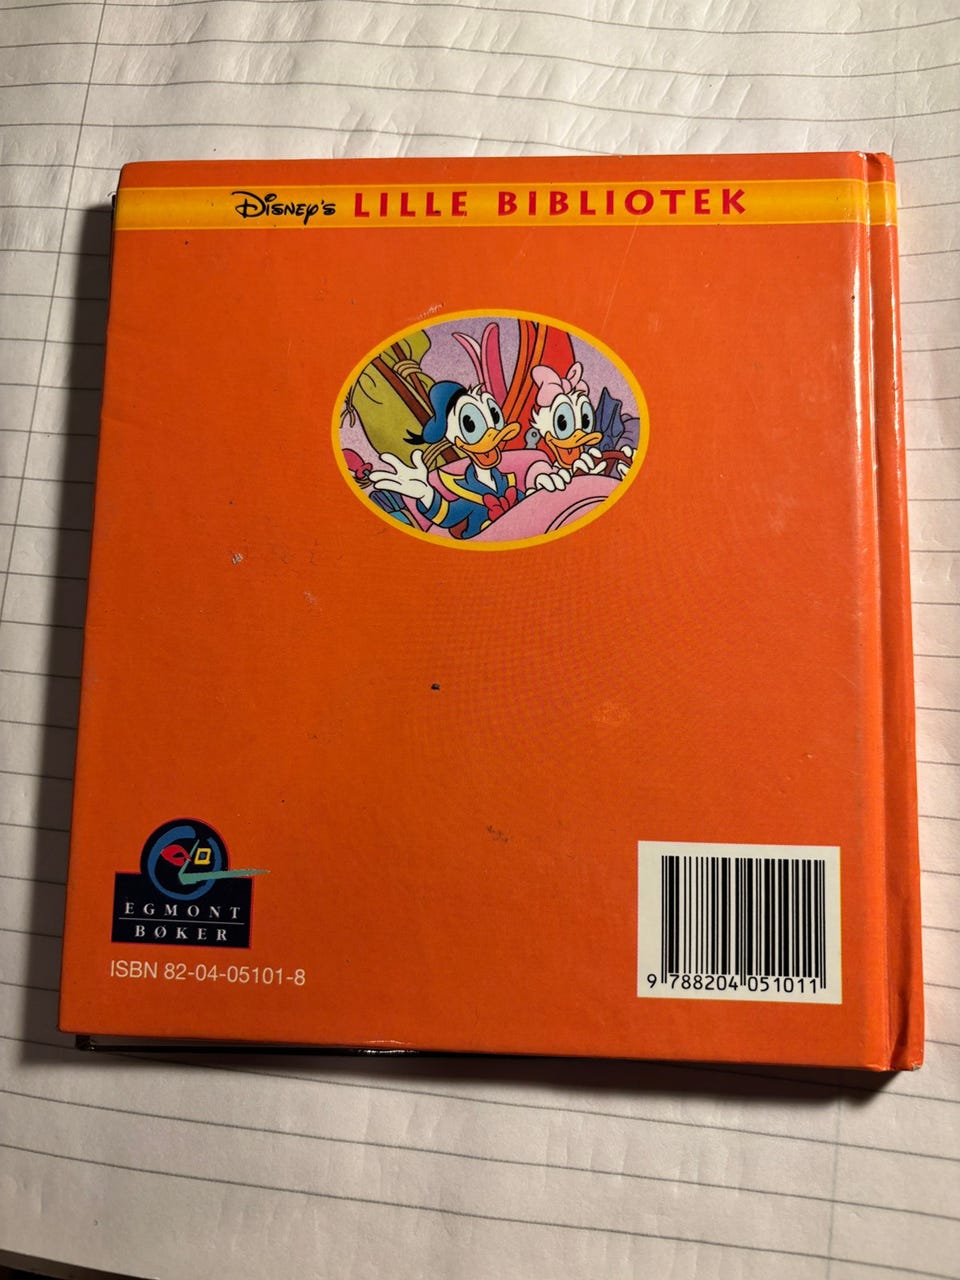 Disney's LILLE BIBLIOTEK
EGMONT
BØKER
ISBN 82-04-05101-8
9 788204 051011